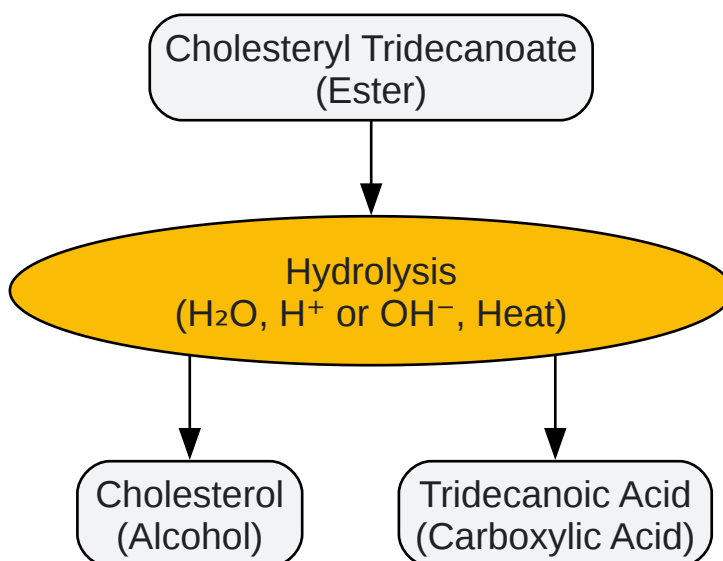 Cholesteryl Tridecanoate
(Ester)
Hydrolysis
(H₂O, H⁺ or OH⁻, Heat)
Cholesterol
(Alcohol)
Tridecanoic Acid
(Carboxylic Acid)